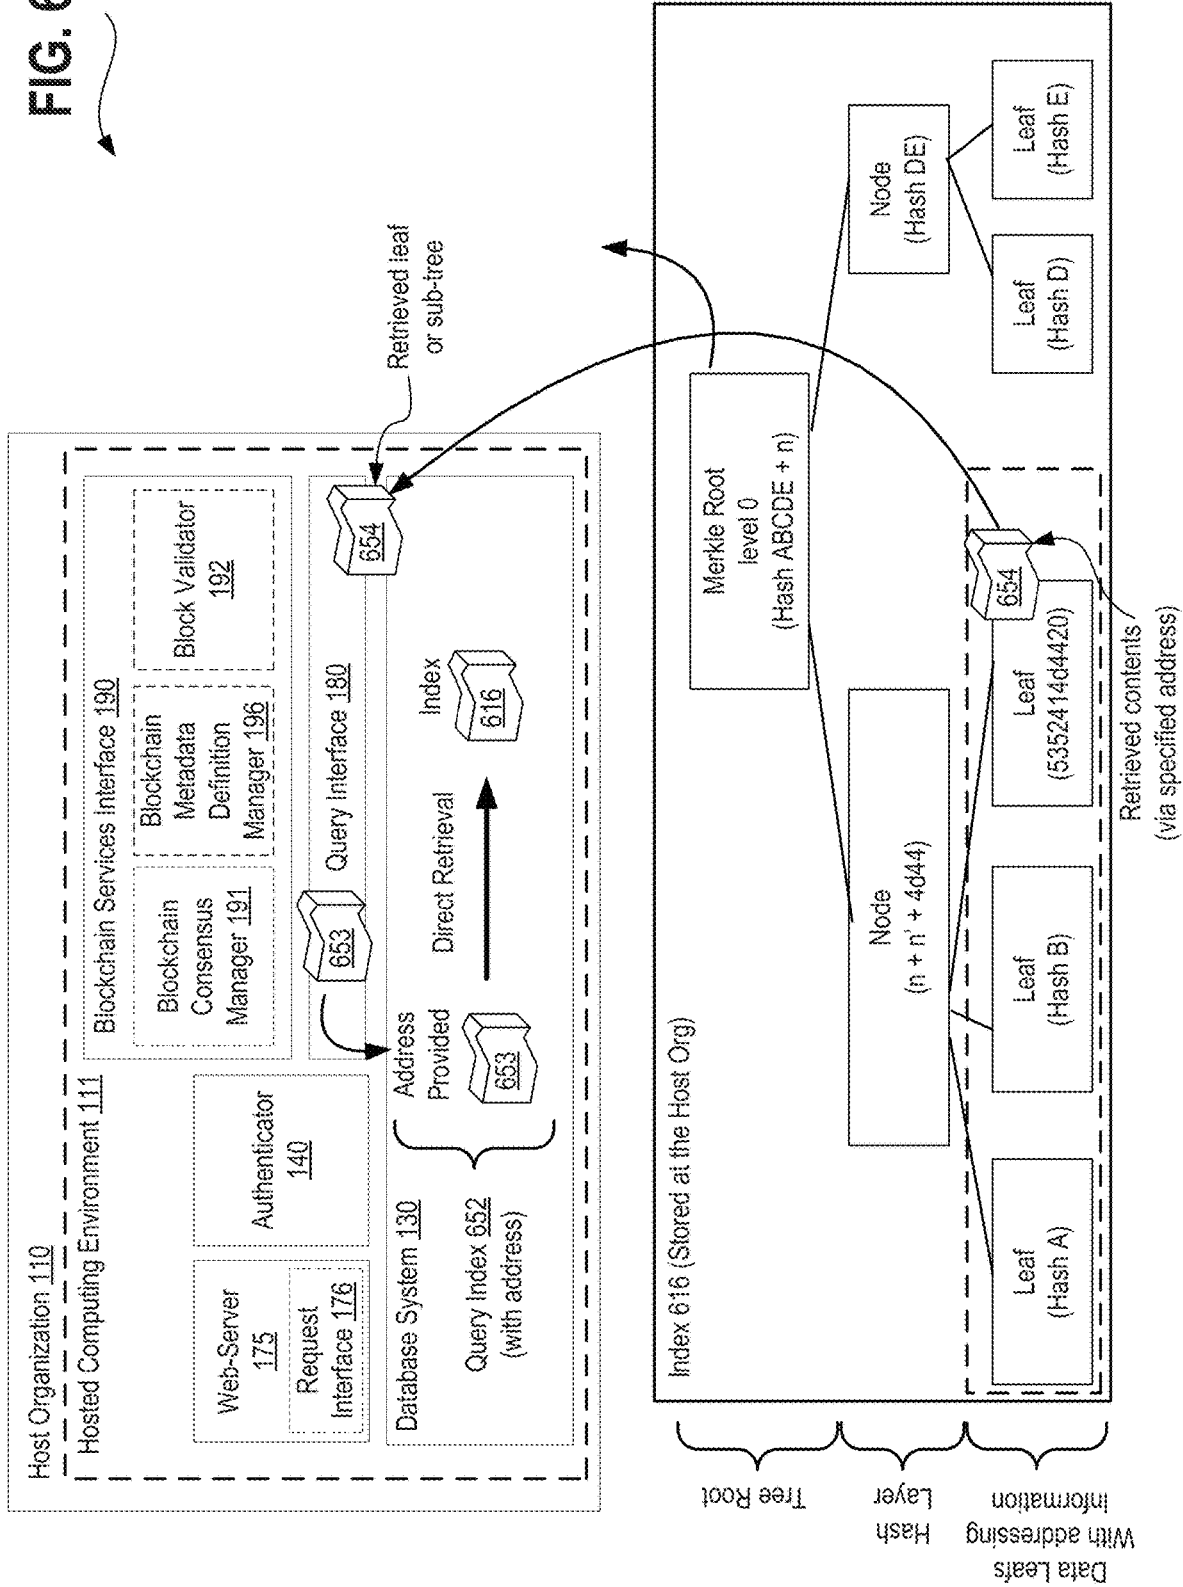 FIG. 6
Host Organization 110
Hosted Computing Environment 111
Web-Server
175
Request
Interface 176
Authenticator
140
Blockchain Services Interface 190
Blockchain
Consensus
Manager 191
Blockchain
Metadata
Definition
Manager 196
Block Validator
192
653
Query Interface 180
654
Retrieved leaf
or sub-tree
Database System 130
Query Index 652
(with address)
Address
Provided
653
Direct Retrieval
Index
616
Index 616 (Stored at the Host Org)
Tree Root
Merkle Root
level 0
(Hash ABCDE + n)
Hash
Layer
Node
(n + n' + 4d44)
Node
(Hash DE)
Data Leafs
With addressing
Information
Leaf
(Hash A)
Leaf
(Hash B)
Leaf
(5352414d4420)
654
Leaf
(Hash D)
Leaf
(Hash E)
Retrieved contents
(via specified address)